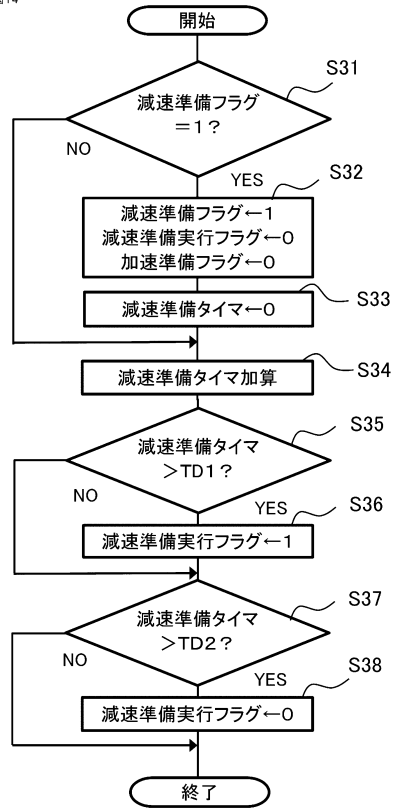 開始
S31
減速準備フラグ
=1?
NO
YES
S32
減速準備フラグ←1
減速準備実行フラグ←0
加速準備フラグ←0
S33
減速準備タイマ←0
S34
減速準備タイマ加算
S35
減速準備タイマ
>TD1?
NO
YES
S36
減速準備実行フラグ←1
S37
減速準備タイマ
>TD2?
NO
YES
S38
減速準備実行フラグ←0
終了